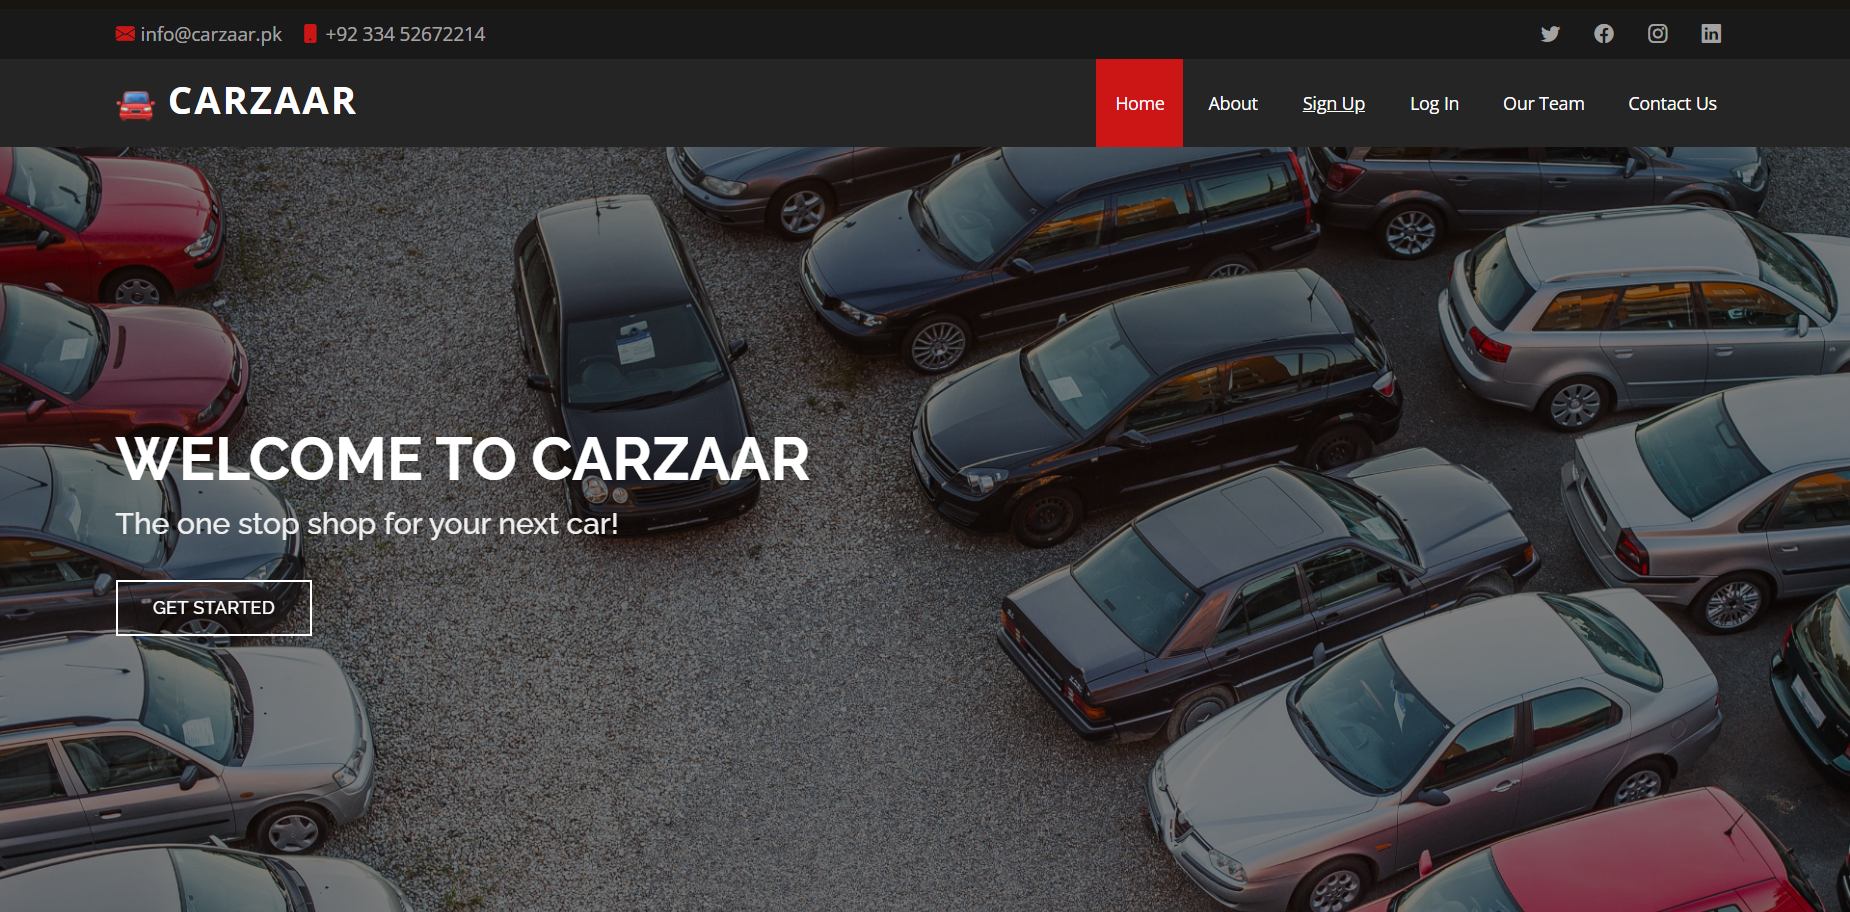 info@carzaar.pk +92 334 52672214
CARZAAR
Home About Sign Up Log In Our Team Contact Us
WELCOME TO CARZAAR
The one stop shop for your next car!
GET STARTED